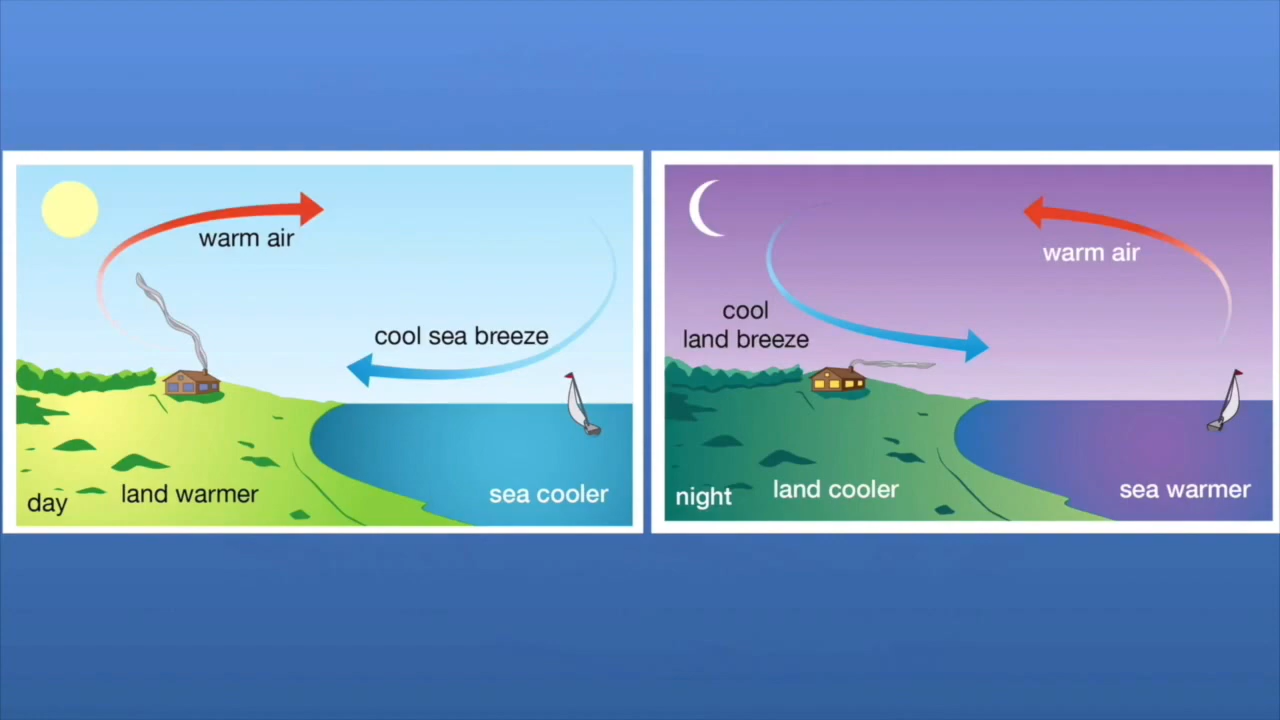 warm air
cool sea breeze
land warmer
sea cooler
day
warm air
cool
land breeze
land cooler
sea warmer
night